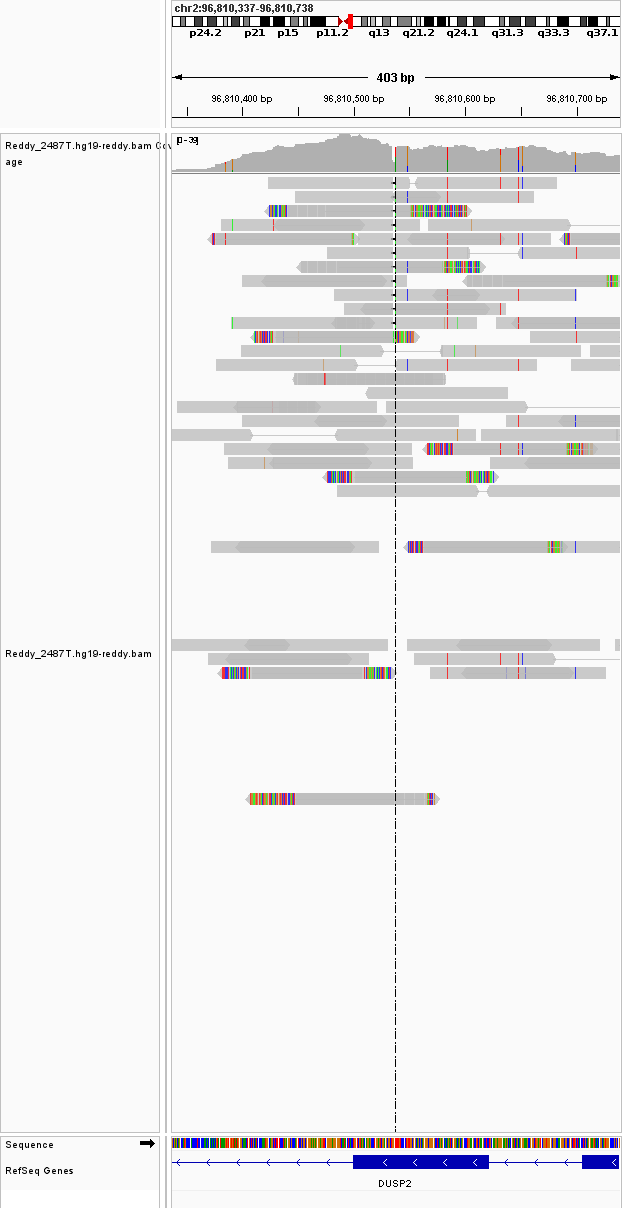 chr2:96,810,337-96,810,738
p24.2 p21 p15 p11.2 q13 q21.2 q24.1 q31.3 q33.3 q37.1
403 bp
96,810,400 bp 96,810,500 bp 96,810,600 bp 96,810,700 bp
[0-39]
Reddy_2487T.hg19-reddy.bam Cov
age
Reddy_2487T.hg19-reddy.bam
Sequence
RefSeq Genes
DUSP2